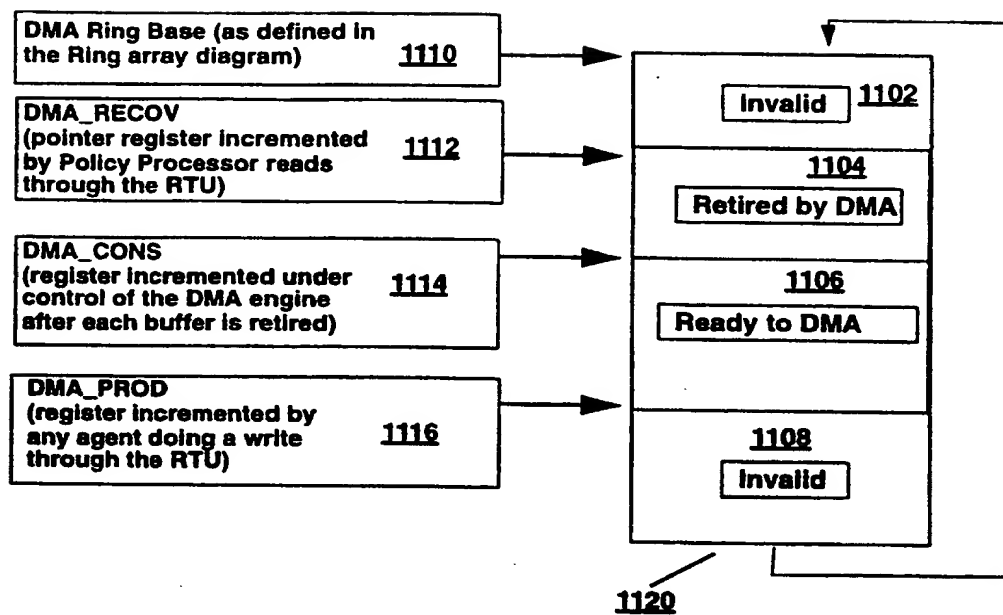 DMA Ring Base (as defined in
the Ring array diagram) 1110
DMA_RECOV
(pointer register incremented
by Policy Processor reads
through the RTU)
1112
DMA_CONS
(register incremented under
control of the DMA engine
after each buffer is retired)
1114
DMA_PROD
(register incremented by
any agent doing a write
through the RTU)
1116
Invalid 1102
1104
Retired by DMA
1106
Ready to DMA
1108
Invalid
1120